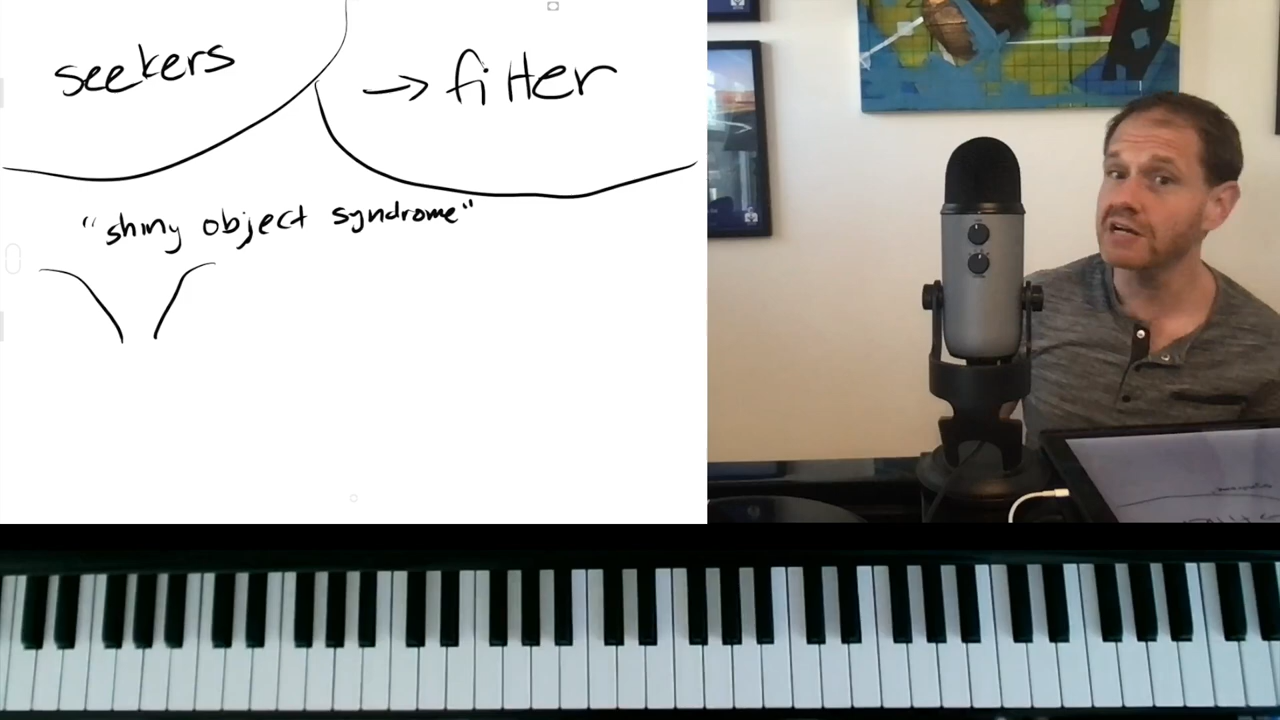 seekers
→ filter
"shiny object syndrome"